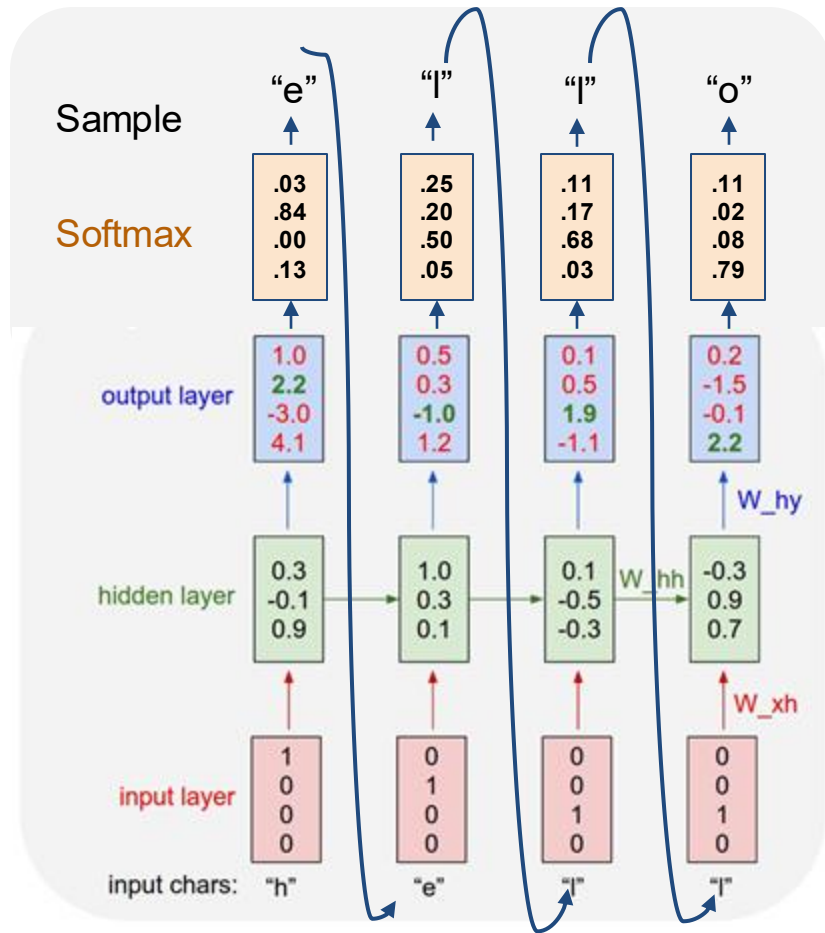 “e” “l” “l” “o”
Sample
.03 .25 .11 .11
.84 .20 .17 .02
.00 .50 .68 .08
.13 .05 .03 .79
Softmax
1.0 0.5 0.1 0.2
2.2 0.3 0.5 -1.5
output layer
-3.0 -1.0 1.9 -0.1
4.1 1.2 -1.1 2.2
W_hy
0.3 1.0 0.1 W_hh -0.3
hidden layer -0.1 0.3 -0.5 0.9
0.9 0.1 -0.3 0.7
W_xh
1 0 0 0
0 1 0 0
input layer
0 0 1 1
0 0 0 0
input chars: “h” “e” “l” “l”